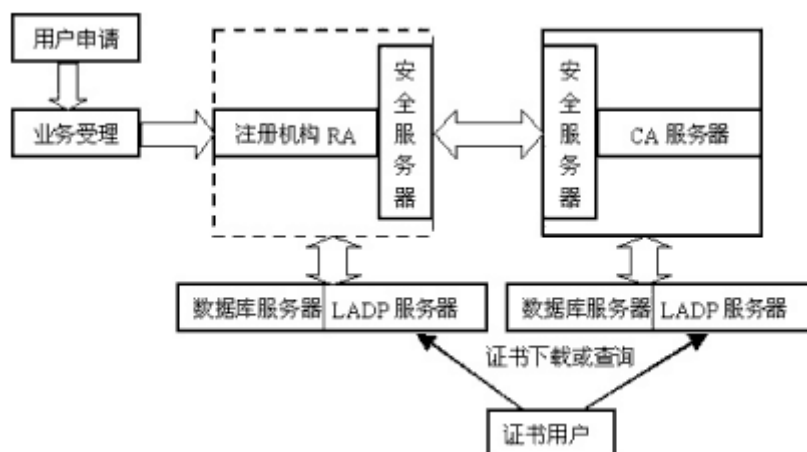 用户申请
业务受理
注册机构 RA
安全服务器
安全服务器
CA 服务器
数据库服务器 LADP 服务器
数据库服务器 LADP 服务器
证书下载或查询
证书用户